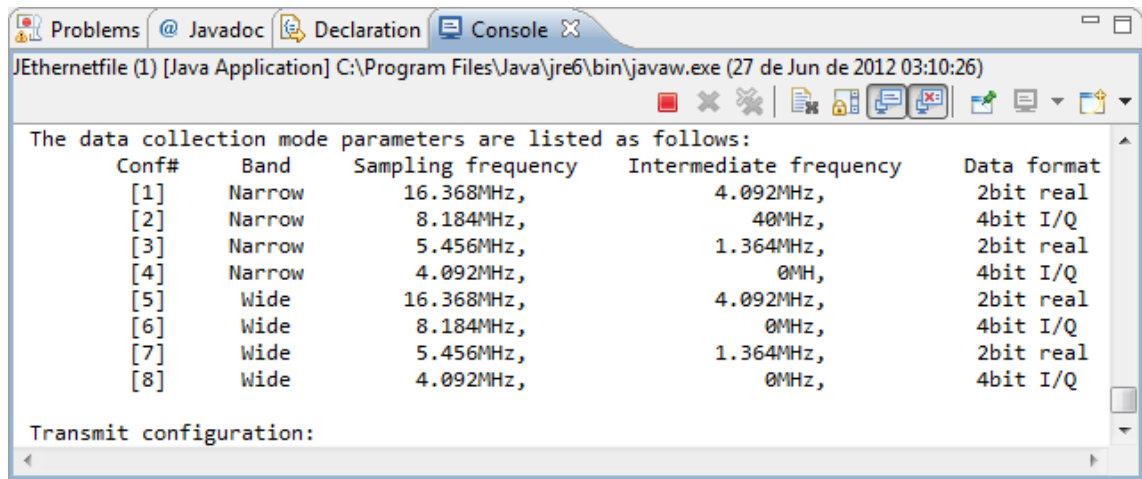 Problems @ Javadoc Declaration Console
JEthernetfile (1) [Java Application] C:\Program Files\Java\jre6\bin\javaw.exe (27 de Jun de 2012 03:10:26)
The data collection mode parameters are listed as follows:
Conf# Band Sampling frequency Intermediate frequency Data format
[1] Narrow 16.368MHz, 4.092MHz, 2bit real
[2] Narrow 8.184MHz, 40MHz, 4bit I/Q
[3] Narrow 5.456MHz, 1.364MHz, 2bit real
[4] Narrow 4.092MHz, 0MH, 4bit I/Q
[5] Wide 16.368MHz, 4.092MHz, 2bit real
[6] Wide 8.184MHz, 0MHz, 4bit I/Q
[7] Wide 5.456MHz, 1.364MHz, 2bit real
[8] Wide 4.092MHz, 0MHz, 4bit I/Q
Transmit configuration: